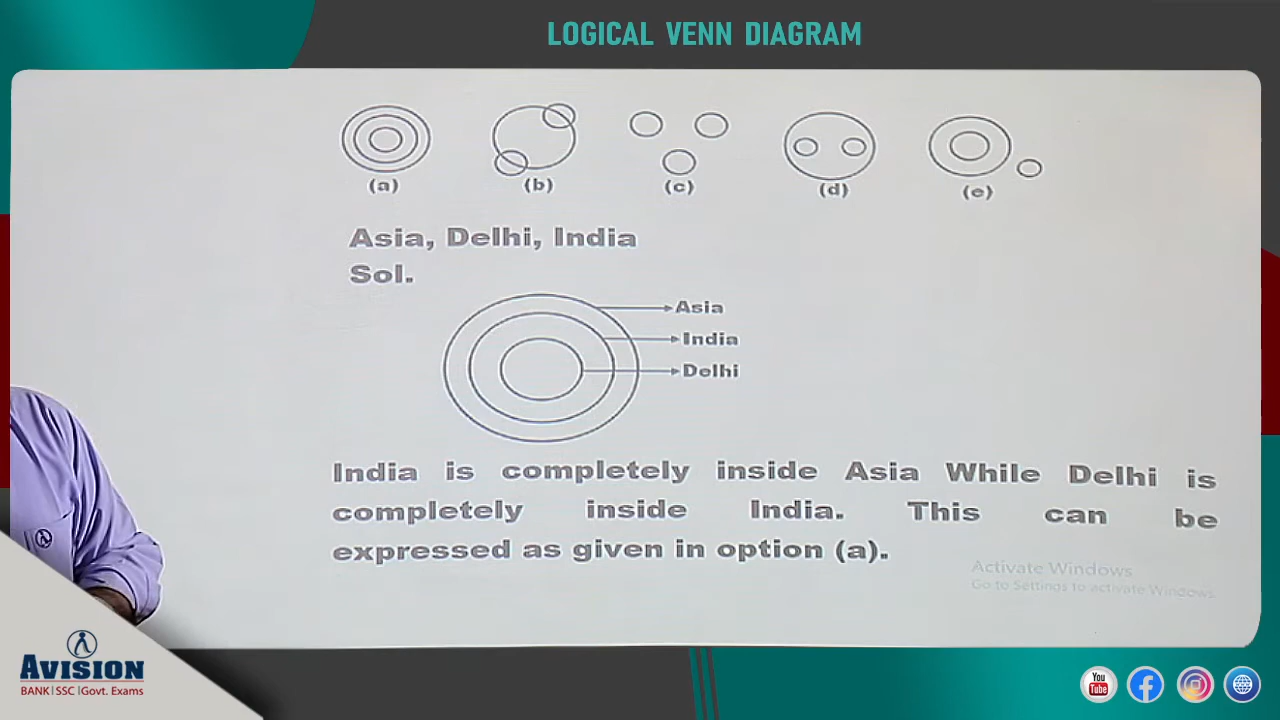 LOGICAL VENN DIAGRAM
(a) (b) (c) (d) (e)
Asia, Delhi, India
Sol.
Asia
India
Delhi
India is completely inside Asia While Delhi is
completely inside India. This can be
expressed as given in option (a).
Activate Windows
Go to Settings to activate Windows.
AVISION
BANK|SSC|Govt. Exams
You
Tube